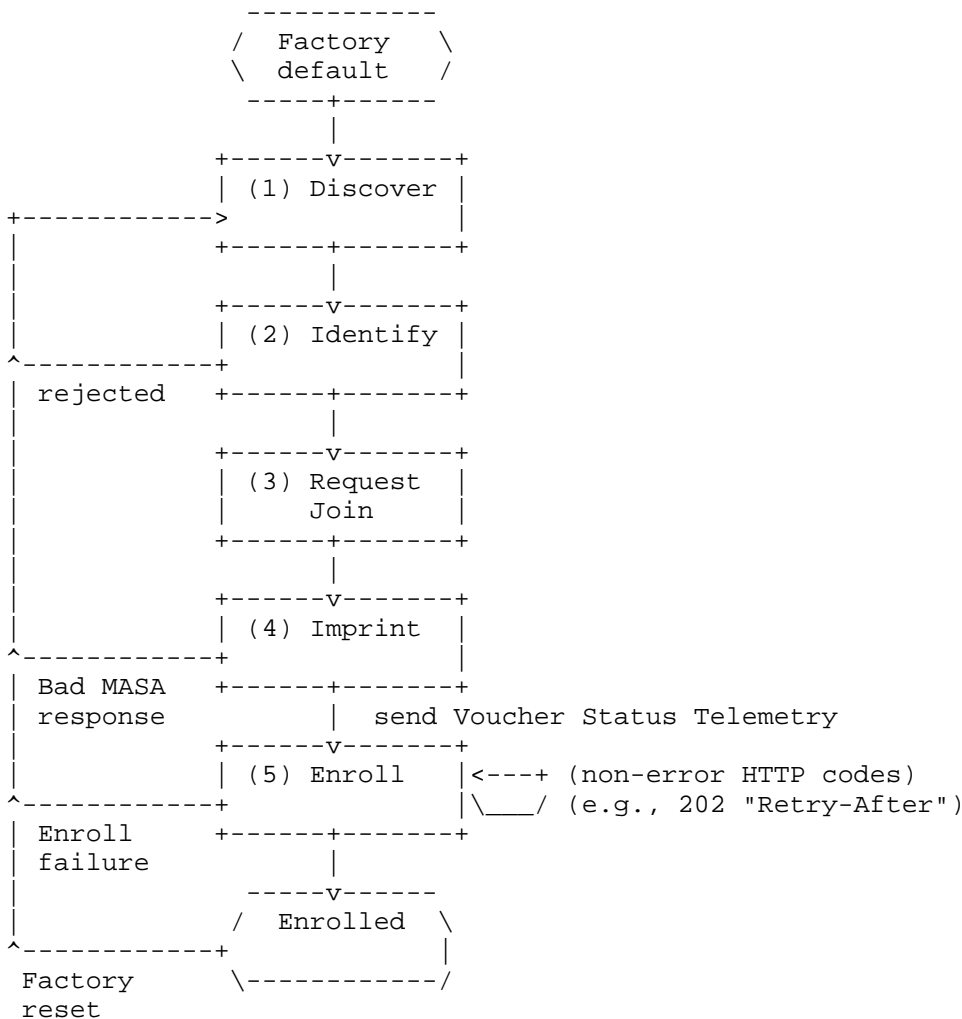 Factory
default
(1) Discover
(2) Identify
rejected
(3) Request
Join
(4) Imprint
Bad MASA
response
send Voucher Status Telemetry
(5) Enroll
(non-error HTTP codes)
(e.g., 202 "Retry-After")
Enroll
failure
Enrolled
Factory
reset